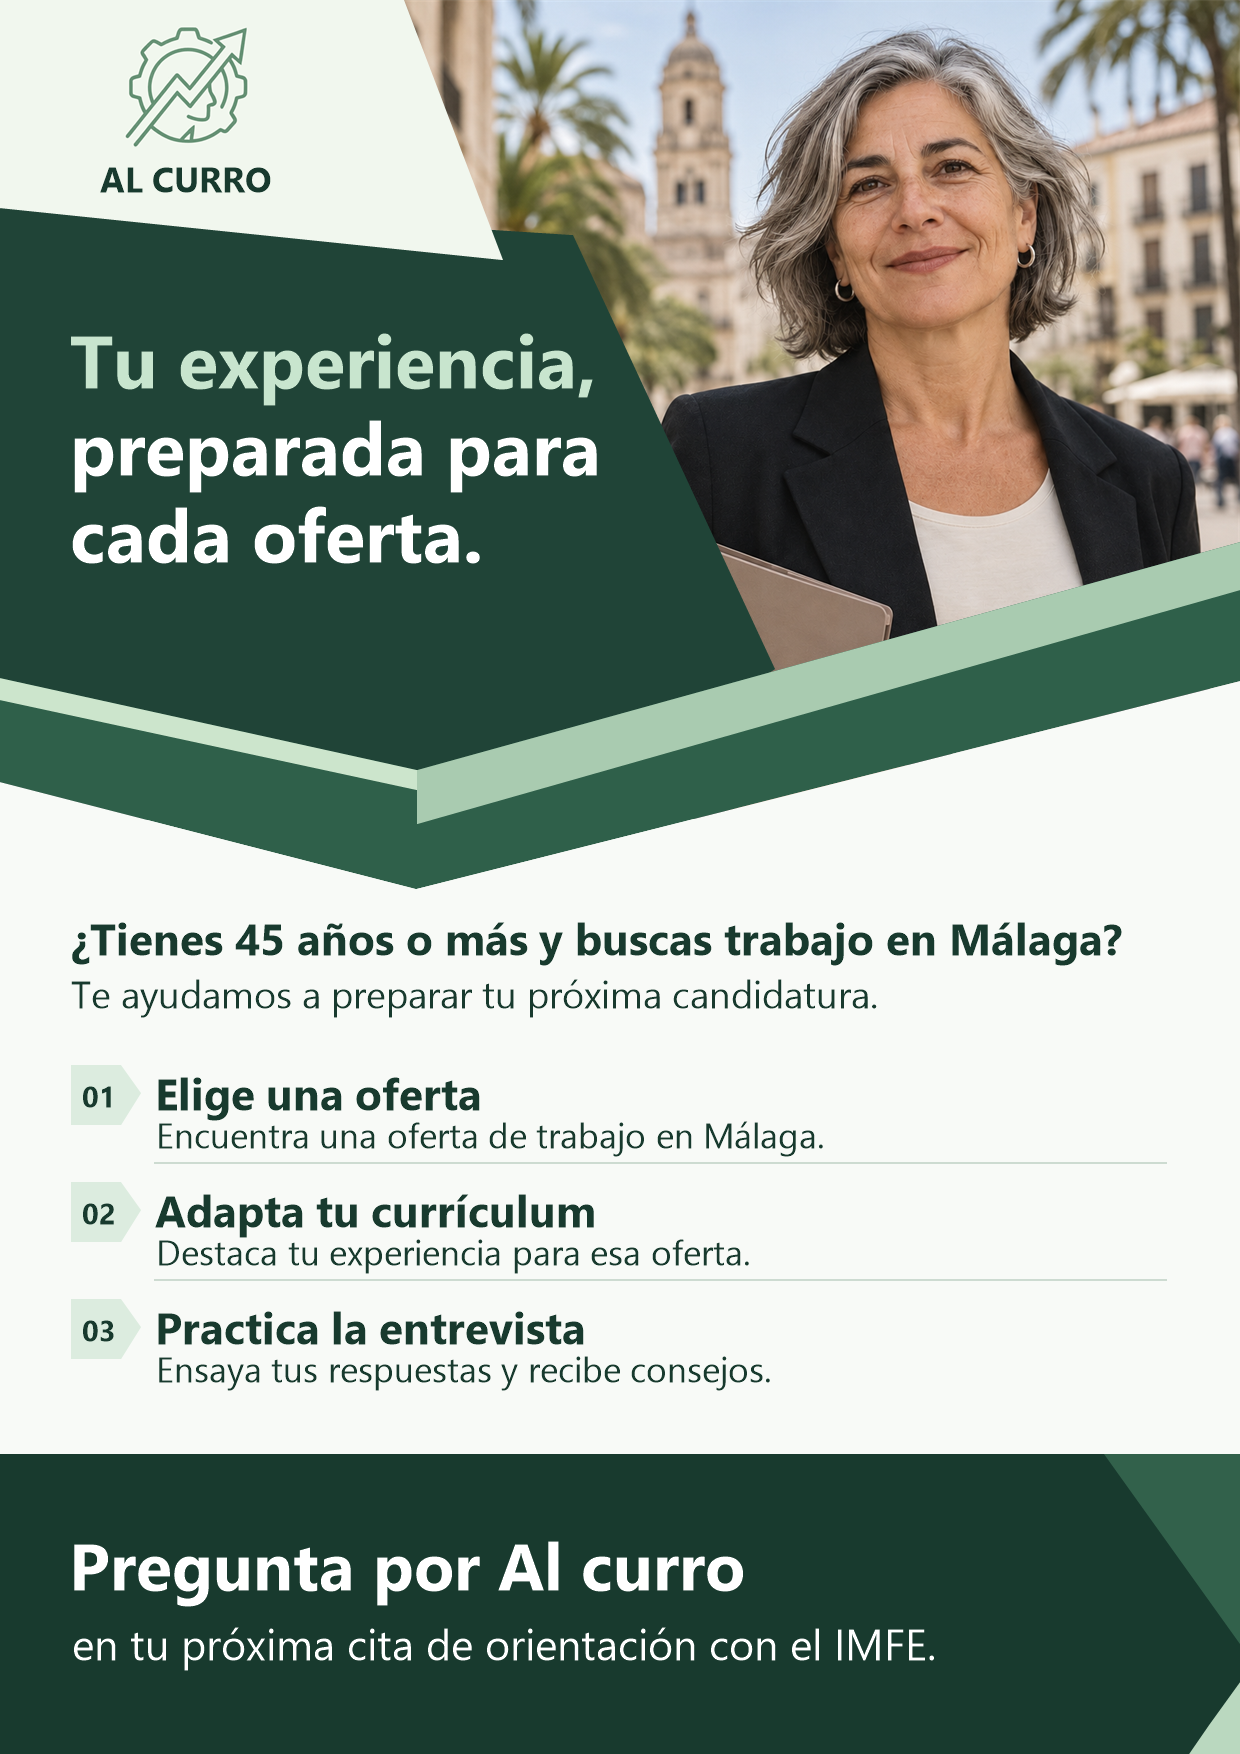 AL CURRO
Tu experiencia,
preparada para
cada oferta.
¿Tienes 45 años o más y buscas trabajo en Málaga?
Te ayudamos a preparar tu próxima candidatura.
01
Elige una oferta
Encuentra una oferta de trabajo en Málaga.
02
Adapta tu currículum
Destaca tu experiencia para esa oferta.
03
Practica la entrevista
Ensaya tus respuestas y recibe consejos.
Pregunta por Al curro
en tu próxima cita de orientación con el IMFE.